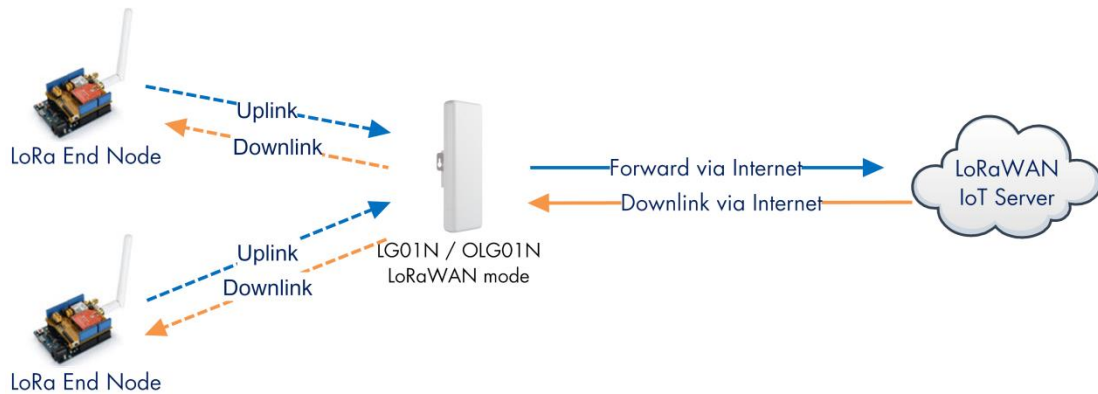 Uplink
Downlink
LoRa End Node
Forward via Internet
Downlink via Internet
LoRaWAN
IoT Server
Uplink
Downlink
LG01N / OLG01N
LoRaWAN mode
LoRa End Node